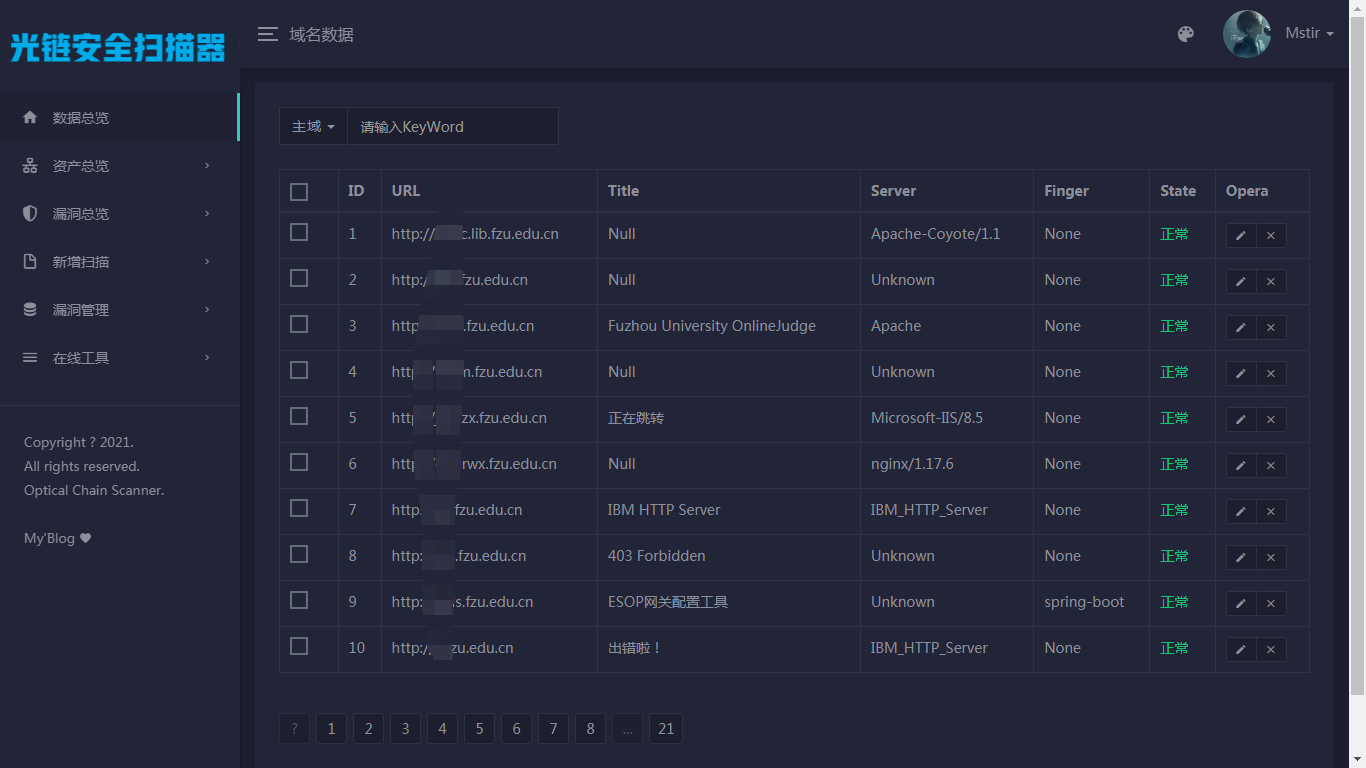 光链安全扫描器
域名数据
Mstir
数据总览
资产总览
漏洞总览
新增扫描
漏洞管理
在线工具
Copyright ? 2021.
All rights reserved.
Optical Chain Scanner.
My'Blog
主域 请输入KeyWord
ID URL Title Server Finger State Opera
1 http:// c.lib.fzu.edu.cn Null Apache-Coyote/1.1 None 正常
2 http:/ fzu.edu.cn Null Unknown None 正常
3 http .fzu.edu.cn Fuzhou University OnlineJudge Apache None 正常
4 http m.fzu.edu.cn Null Unknown None 正常
5 http zx.fzu.edu.cn 正在跳转 Microsoft-IIS/8.5 None 正常
6 http rwx.fzu.edu.cn Null nginx/1.17.6 None 正常
7 http fzu.edu.cn IBM HTTP Server IBM_HTTP_Server None 正常
8 http: .fzu.edu.cn 403 Forbidden Unknown None 正常
9 http: s.fzu.edu.cn ESOP网关配置工具 Unknown spring-boot 正常
10 http:/ zu.edu.cn 出错啦！ IBM_HTTP_Server None 正常
? 1 2 3 4 5 6 7 8 ... 21